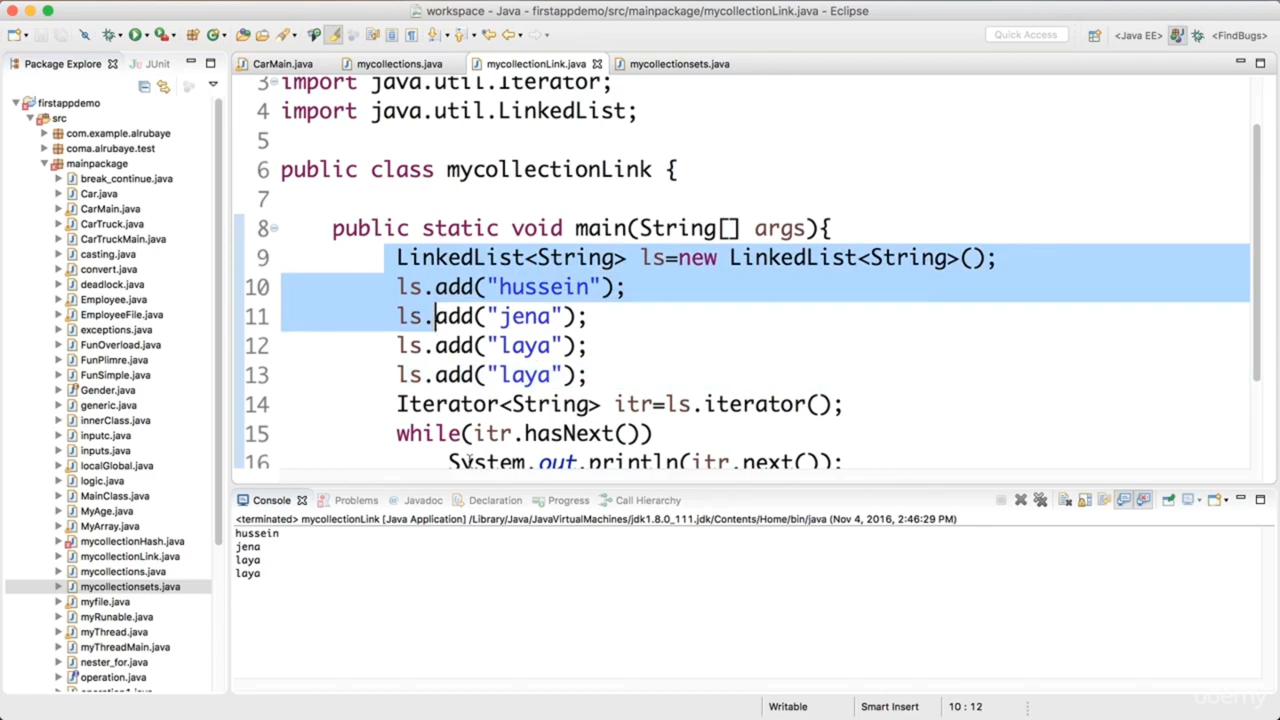 workspace - Java - firstappdemo/src/mainpackage/mycollectionLink.java - Eclipse
Quick Access
<Java EE>
<FindBugs>
Package Explorer
JUnit
CarMain.java
mycollections.java
mycollectionLink.java
mycollectionsets.java
firstappdemo
src
com.example.alrubaye
coma.alrubaye.test
mainpackage
break_continue.java
Car.java
CarMain.java
CarTruck.java
CarTruckMain.java
casting.java
convert.java
deadlock.java
Employee.java
EmployeeFile.java
exceptions.java
FunOverload.java
FunPlimre.java
FunSimple.java
Gender.java
generic.java
innerClass.java
inputc.java
inputs.java
localGlobal.java
logic.java
MainClass.java
MyAge.java
MyArray.java
mycollectionHash.java
mycollectionLink.java
mycollections.java
mycollectionsets.java
myfile.java
myRunable.java
myThread.java
myThreadMain.java
nester_for.java
operation.java
operation1.java
3 import java.util.Iterator;
4 import java.util.LinkedList;
5
6 public class mycollectionLink {
7
8 public static void main(String[] args){
9 LinkedList<String> ls=new LinkedList<String>();
10 ls.add("hussein");
11 ls.add("jena");
12 ls.add("laya");
13 ls.add("laya");
14 Iterator<String> itr=ls.iterator();
15 while(itr.hasNext())
16 System.out.println(itr.next());
Console
Problems
Javadoc
Declaration
Progress
Call Hierarchy
<terminated> mycollectionLink [Java Application] /Library/Java/JavaVirtualMachines/jdk1.8.0_111.jdk/Contents/Home/bin/java (Nov 4, 2016, 2:46:29 PM)
hussein
jena
laya
laya
Writable
Smart Insert
10 : 12
udemy